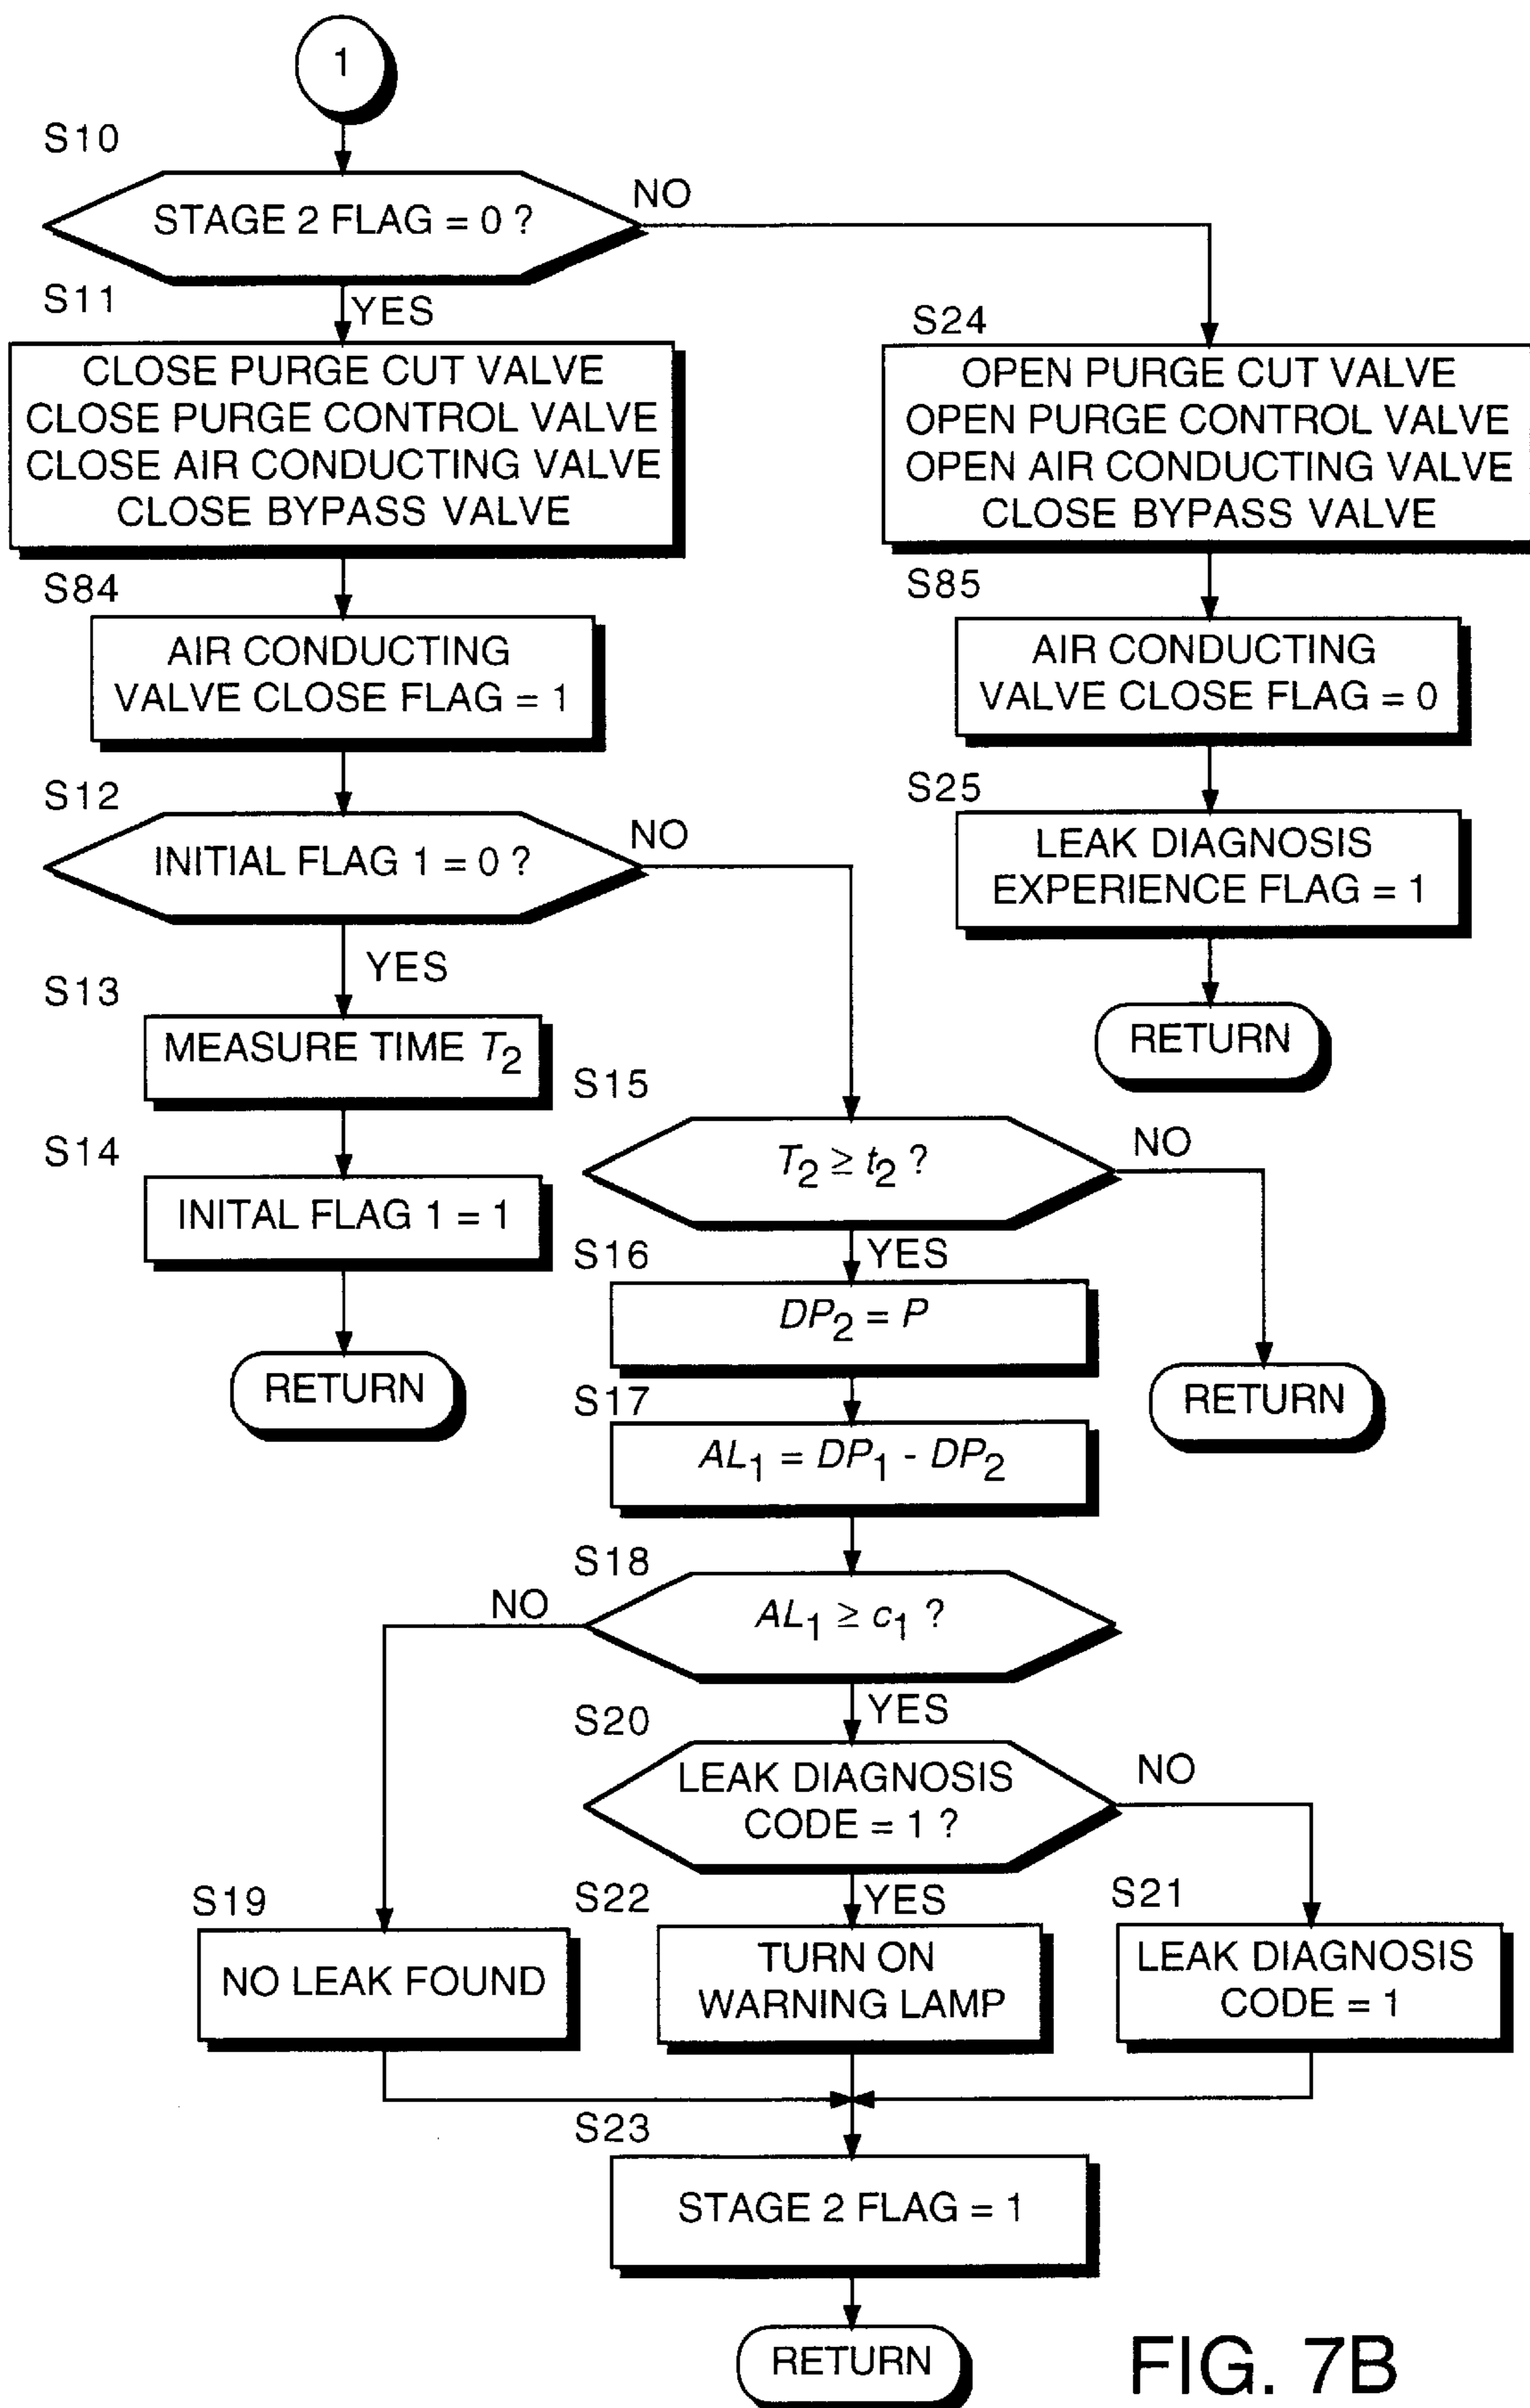 1
S10
STAGE 2 FLAG = 0 ?
NO
S11
YES
CLOSE PURGE CUT VALVE
CLOSE PURGE CONTROL VALVE
CLOSE AIR CONDUCTING VALVE
CLOSE BYPASS VALVE
S24
OPEN PURGE CUT VALVE
OPEN PURGE CONTROL VALVE
OPEN AIR CONDUCTING VALVE
CLOSE BYPASS VALVE
S84
AIR CONDUCTING
VALVE CLOSE FLAG = 1
S85
AIR CONDUCTING
VALVE CLOSE FLAG = 0
S12
INITIAL FLAG 1 = 0 ?
NO
YES
S25
LEAK DIAGNOSIS
EXPERIENCE FLAG = 1
RETURN
S13
MEASURE TIME T2
S14
INITAL FLAG 1 = 1
RETURN
S15
T2 ≥ t2 ?
NO
RETURN
YES
S16
DP2 = P
S17
AL1 = DP1 - DP2
S18
AL1 ≥ c1 ?
NO
YES
S20
LEAK DIAGNOSIS
CODE = 1 ?
NO
YES
S19
NO LEAK FOUND
S22
TURN ON
WARNING LAMP
S21
LEAK DIAGNOSIS
CODE = 1
S23
STAGE 2 FLAG = 1
RETURN
FIG. 7B